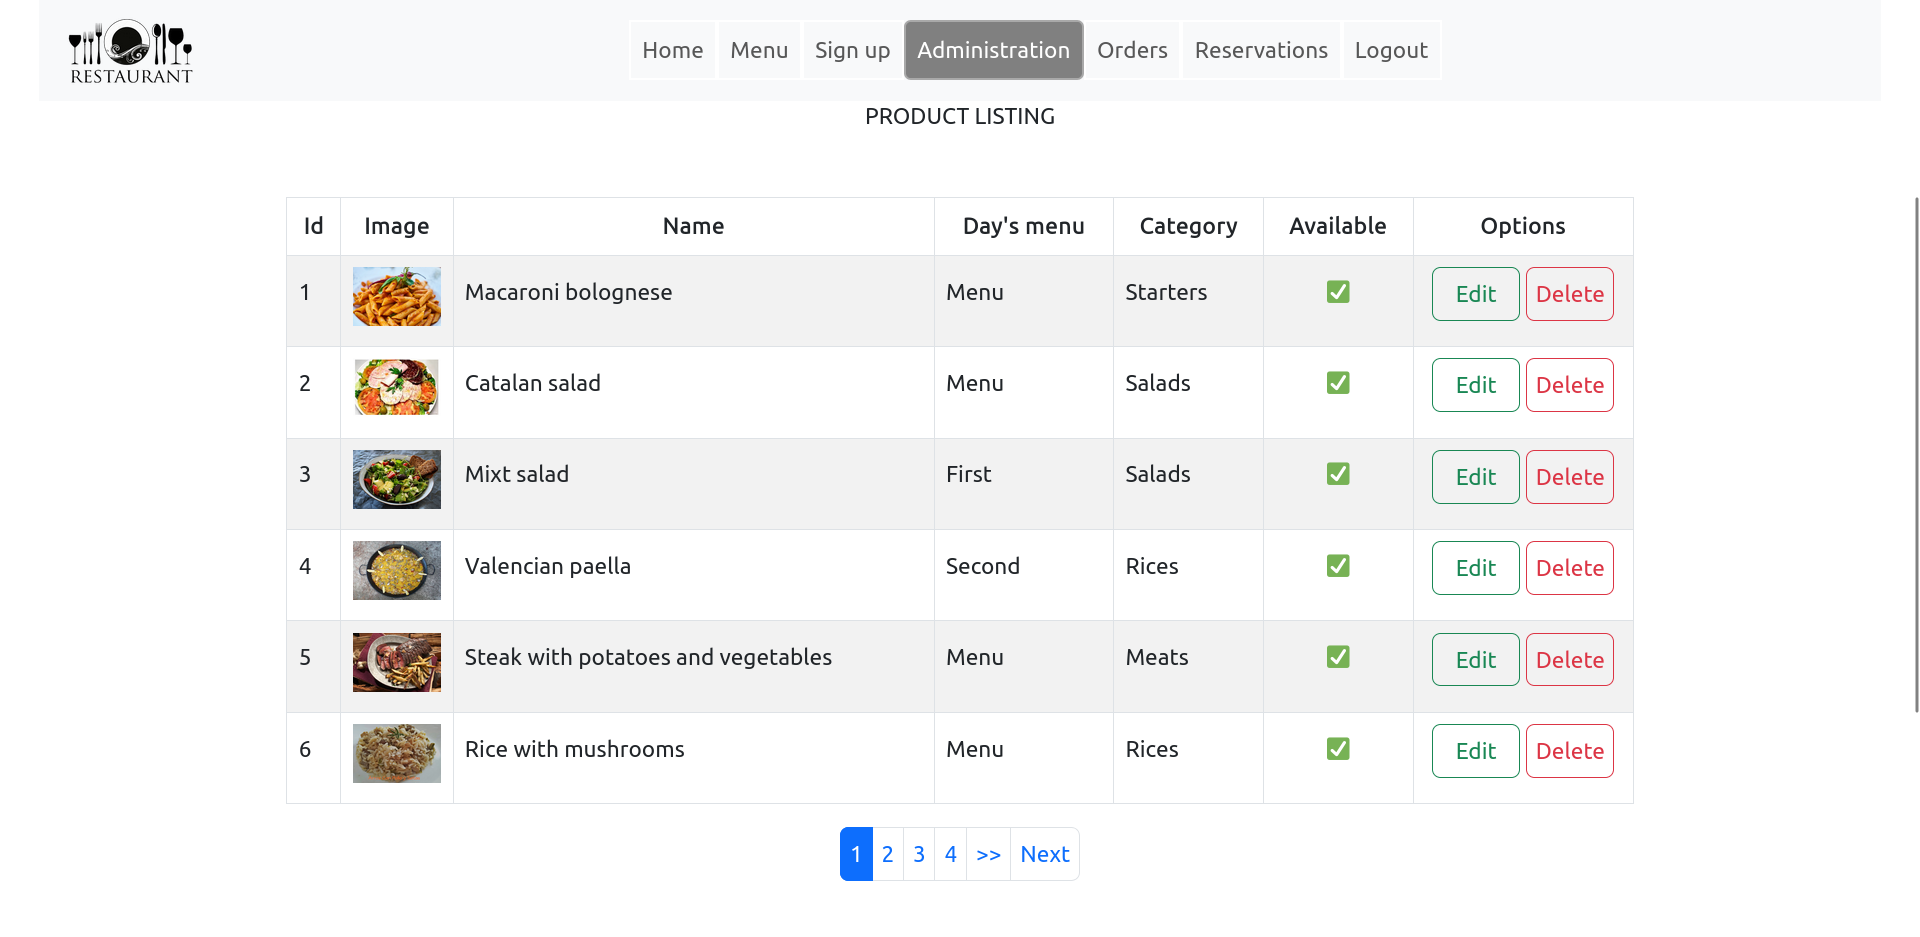 RESTAURANT
Home Menu Sign up Administration Orders Reservations Logout
PRODUCT LISTING
Id Image Name Day's menu Category Available Options
1 Macaroni bolognese Menu Starters ✅ Edit Delete
2 Catalan salad Menu Salads ✅ Edit Delete
3 Mixt salad First Salads ✅ Edit Delete
4 Valencian paella Second Rices ✅ Edit Delete
5 Steak with potatoes and vegetables Menu Meats ✅ Edit Delete
6 Rice with mushrooms Menu Rices ✅ Edit Delete
1 2 3 4 >> Next